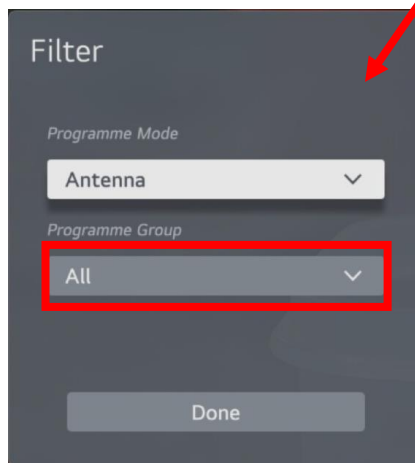 Filter
Programme Mode
Antenna
Programme Group
All
Done